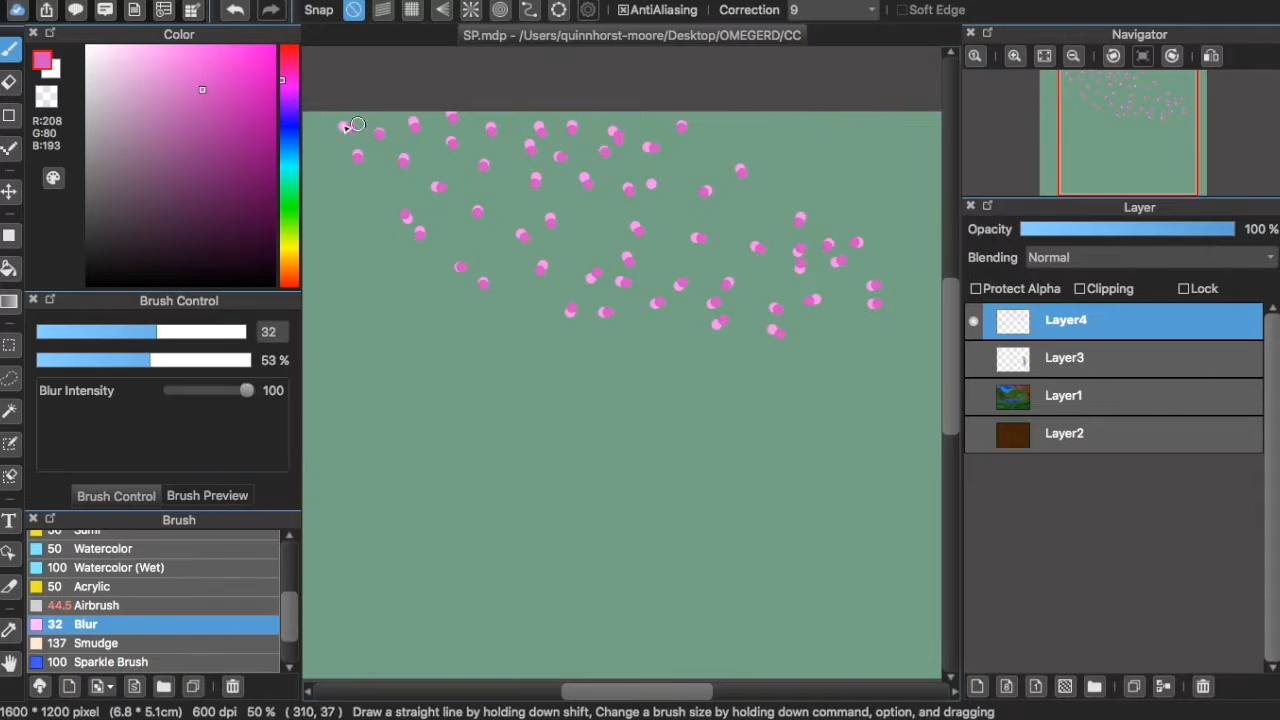 Snap
AntiAliasing
Correction
9
Soft Edge
Color
SP.mdp - /Users/quinnhorst-moore/Desktop/OMEGERD/CC
Navigator
R:208
G:80
B:193
Layer
Opacity
100 %
Blending
Normal
Protect Alpha
Clipping
Lock
Brush Control
32
53 %
Layer4
Layer3
Blur Intensity
100
Layer1
Layer2
Brush Control
Brush Preview
Brush
50 Sumi
50 Watercolor
100 Watercolor (Wet)
50 Acrylic
44.5 Airbrush
32 Blur
137 Smudge
100 Sparkle Brush
1600 * 1200 pixel (6.8 * 5.1cm) 600 dpi 50 % ( 310, 37 ) Draw a straight line by holding down shift, Change a brush size by holding down command, option, and dragging